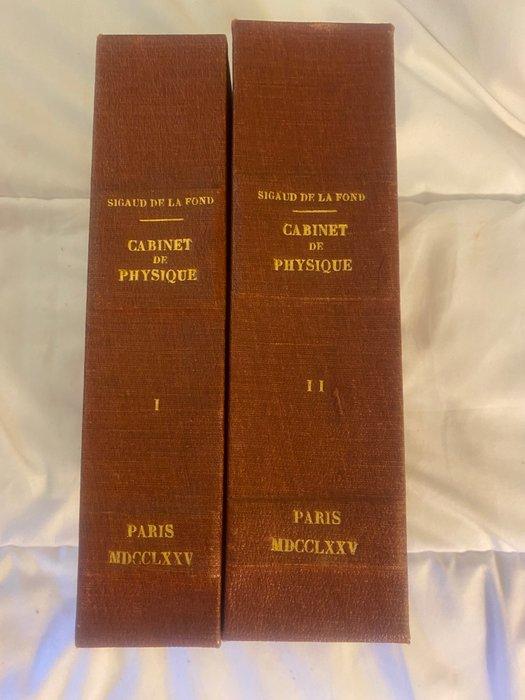 SIGAUD DE LA FOND
CABINET
DE
PHYSIQUE
I
PARIS
MDCCLXXV
SIGAUD DE LA FOND
CABINET
DE
PHYSIQUE
II
PARIS
MDCCLXXV